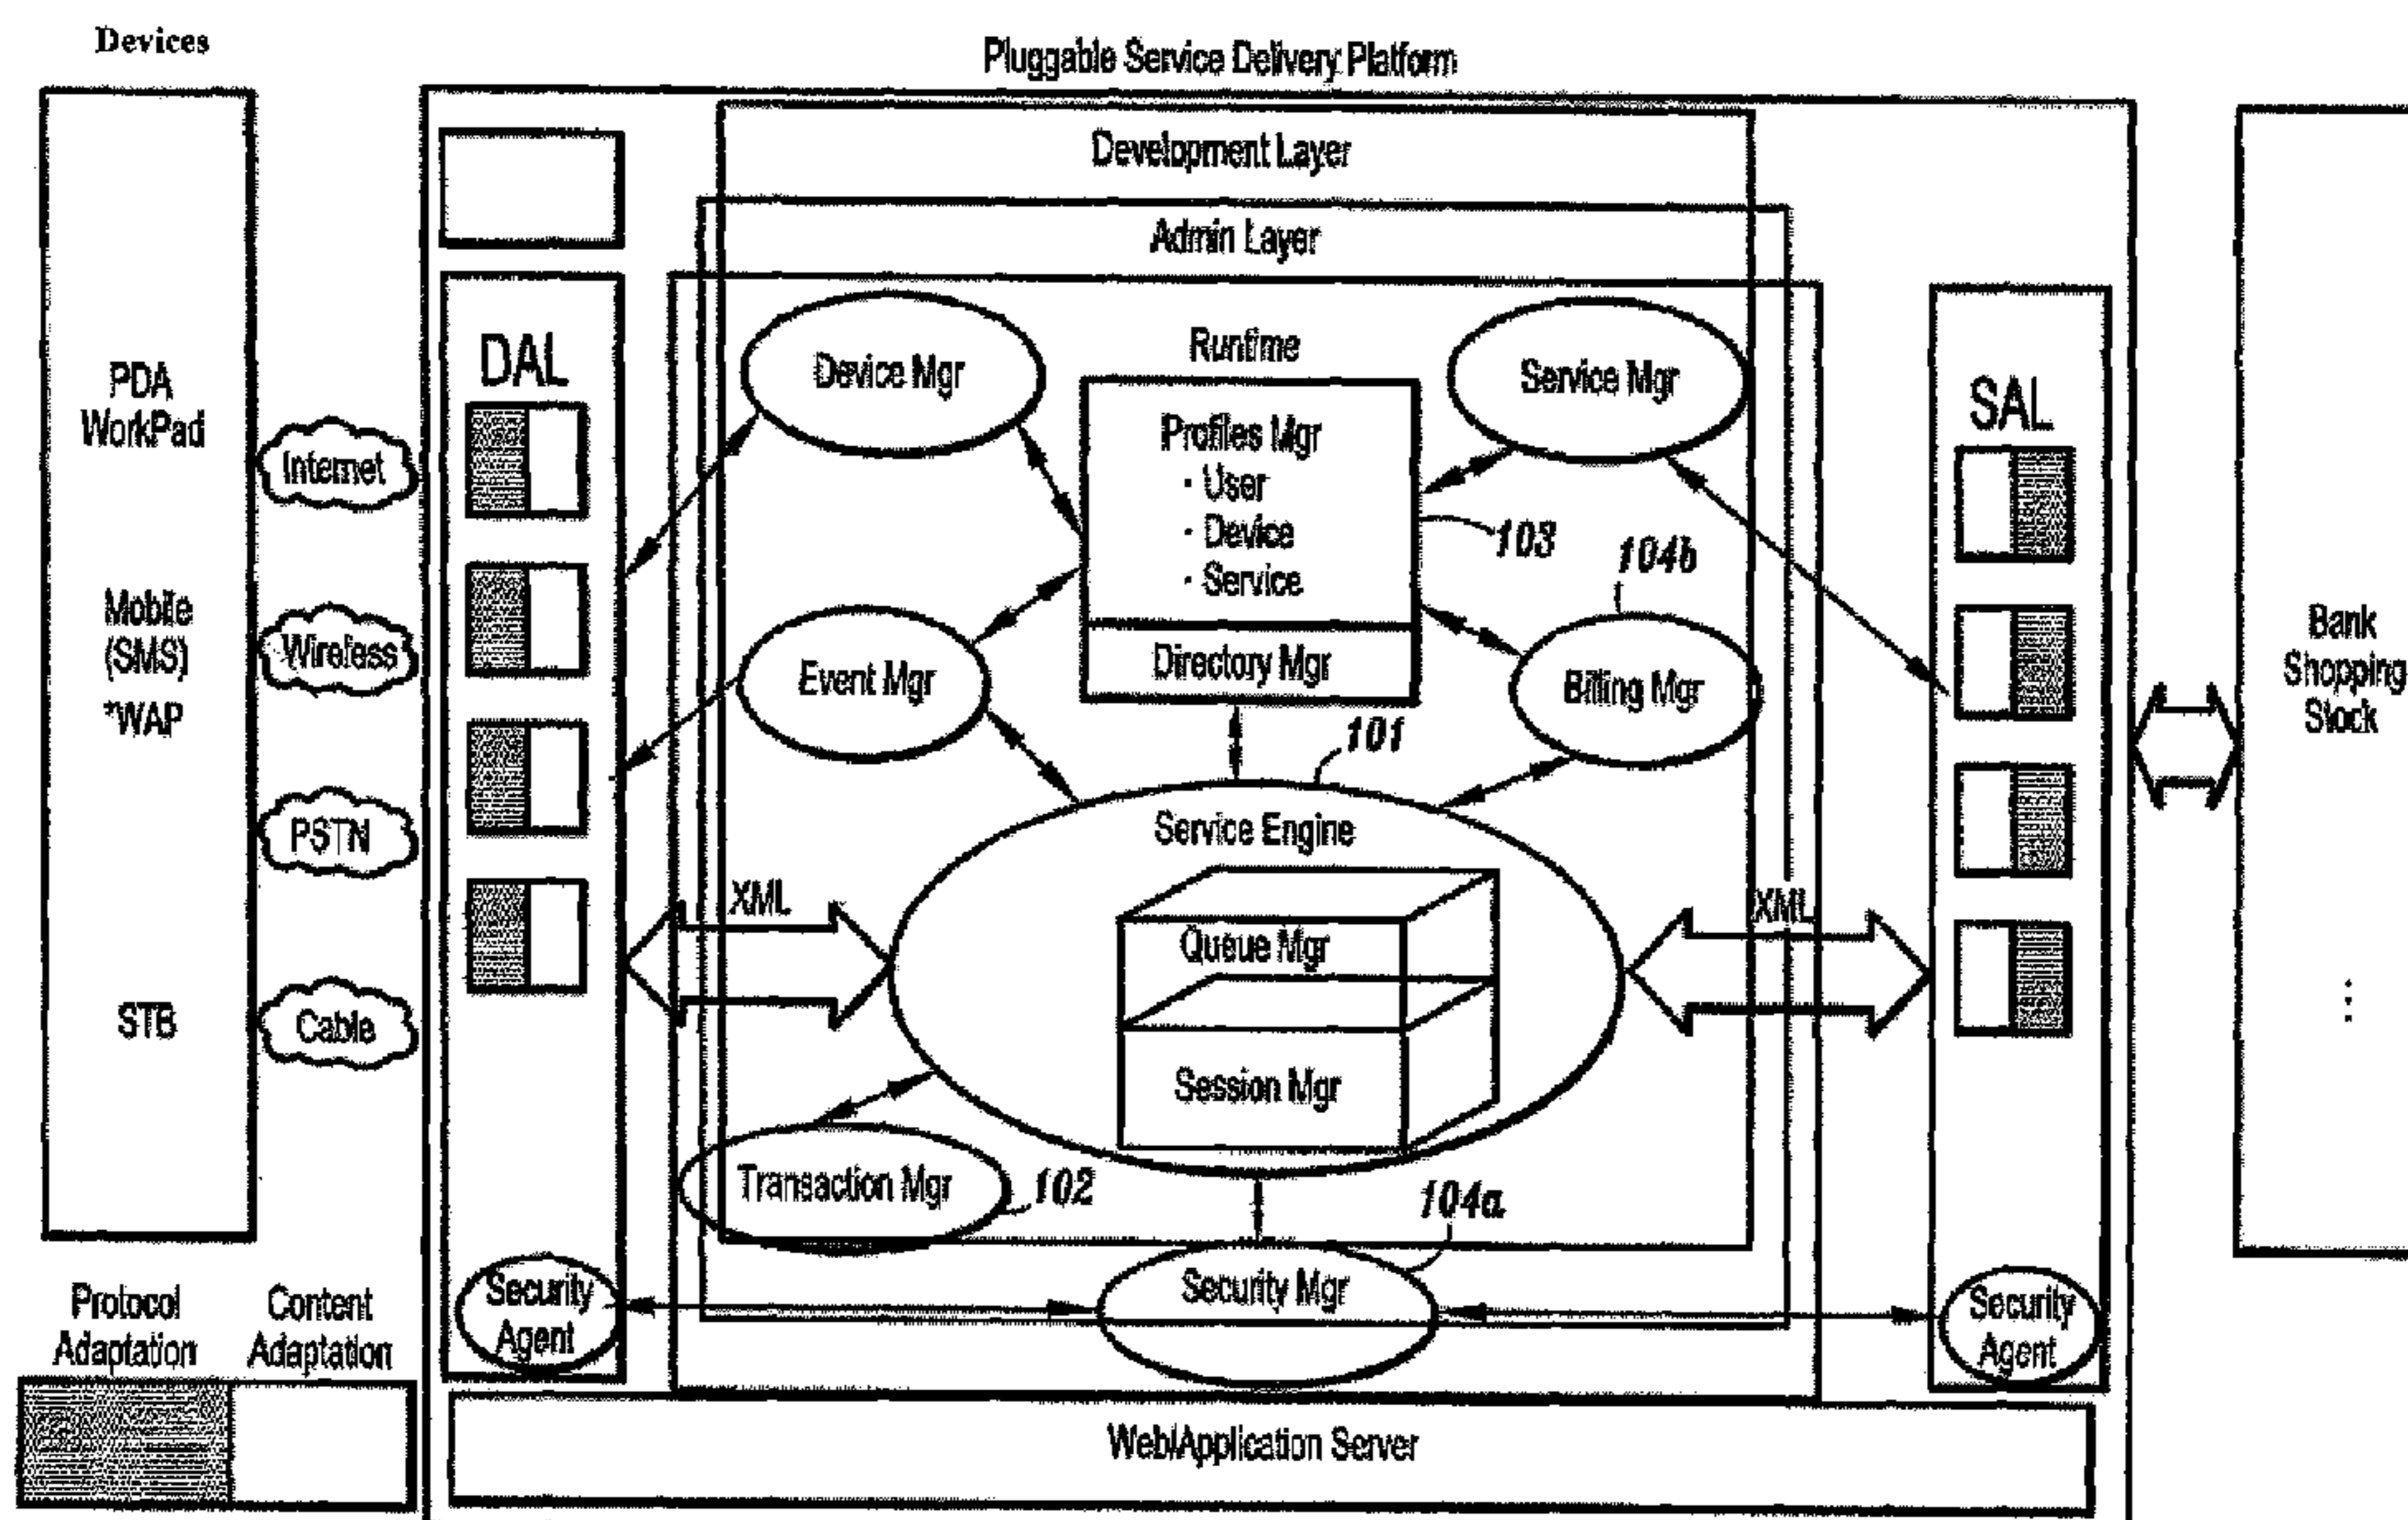 Devices
Pluggable Service Delivery Platform
Development Layer
Admin Layer
Runtime
PDA
WorkPad
Mobile
(SMS)
*WAP
STB
Internet
Wireless
PSTN
Cable
DAL
Device Mgr
Profiles Mgr
· User
· Device
· Service
Directory Mgr
103
Service Mgr
104b
Event Mgr
Billing Mgr
101
Service Engine
Queue Mgr
Session Mgr
XML
XML
Transaction Mgr
102
104a
Security Mgr
Security
Agent
SAL
Security
Agent
Bank
Shopping
Stock
⋮
Protocol
Adaptation
Content
Adaptation
Web/Application Server